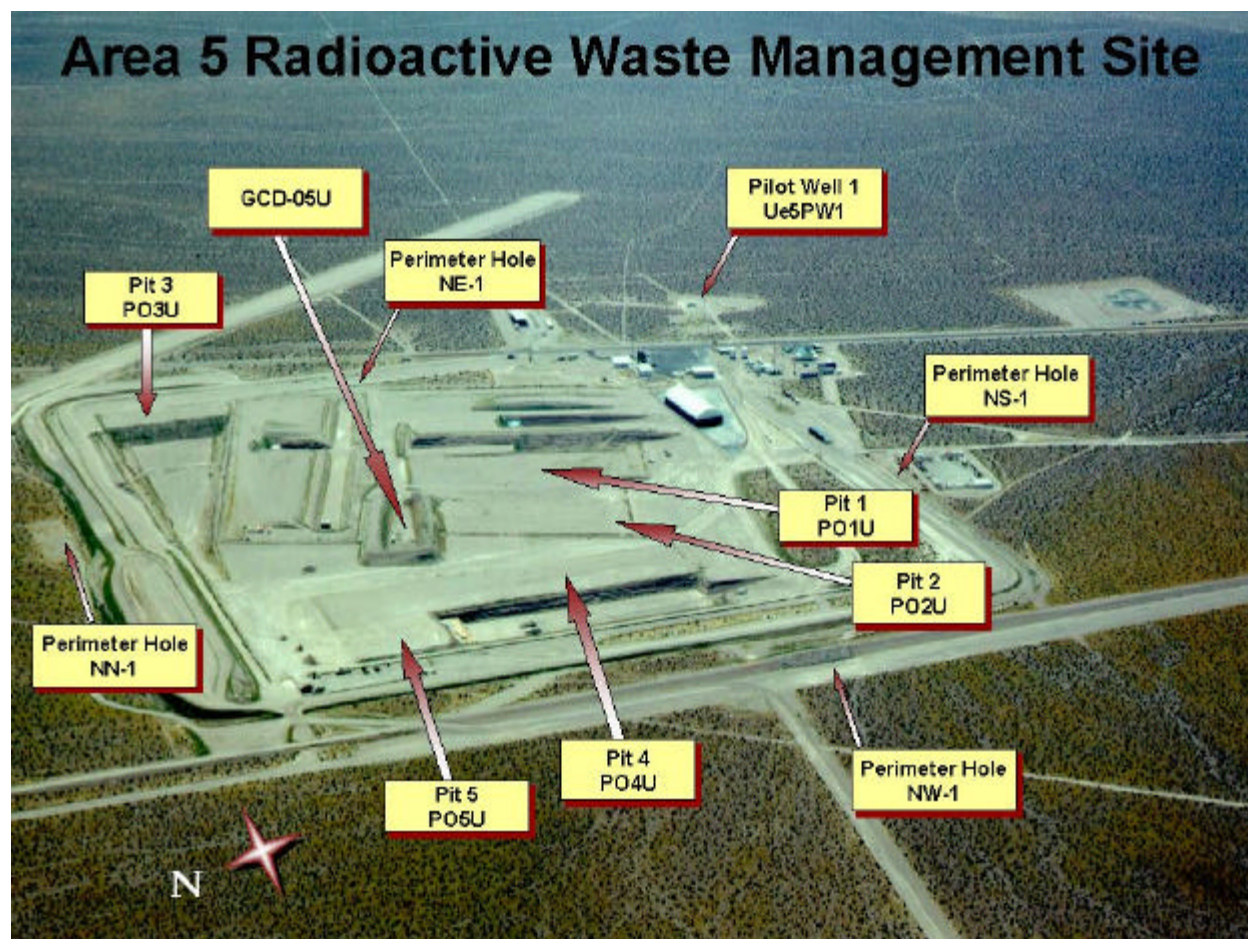 Area 5 Radioactive Waste Management Site
GCD-05U
Pilot Well 1
Ue5PW1
Perimeter Hole
NE-1
Pit 3
PO3U
Perimeter Hole
NS-1
Pit 1
PO1U
Pit 2
PO2U
Perimeter Hole
NN-1
Pit 4
PO4U
Perimeter Hole
NW-1
Pit 5
PO5U
N